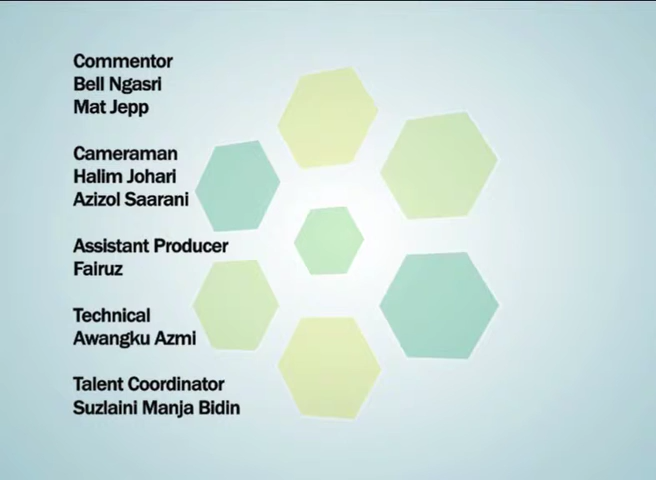 Commentor
Bell Ngasri
Mat Jepp
Cameraman
Halim Johari
Azizol Saarani
Assistant Producer
Fairuz
Technical
Awangku Azmi
Talent Coordinator
Suzlaini Manja Bidin